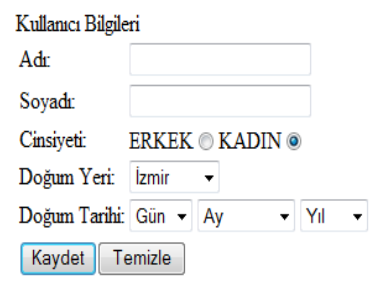 Kullanıcı Bilgileri
Adı:
Soyadı:
Cinsiyeti: ERKEK KADIN
Doğum Yeri: İzmir
Doğum Tarihi: Gün Ay Yıl
Kaydet Temizle